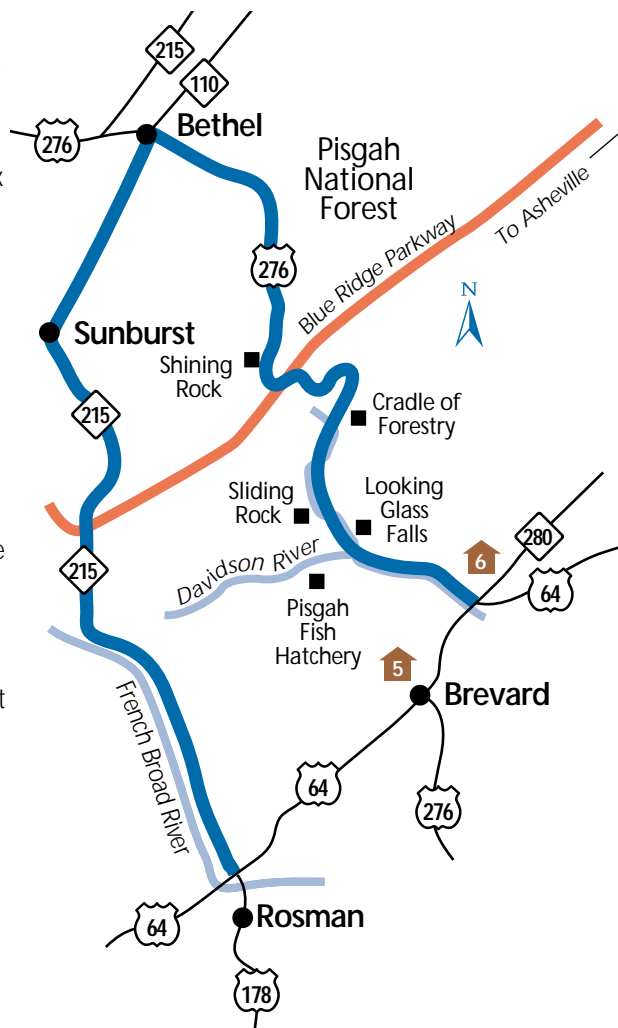 215
110
276
Bethel
x
Pisgah
National
Forest
To Asheville
Blue Ridge Parkway
276
N
Sunburst
Shining
Rock
215
Cradle of
Forestry
Sliding
Rock
Looking
Glass
Falls
280
e
215
Davidson River
6
64
Pisgah
Fish
Hatchery
5
t
Brevard
French Broad River
64
276
Rosman
64
178